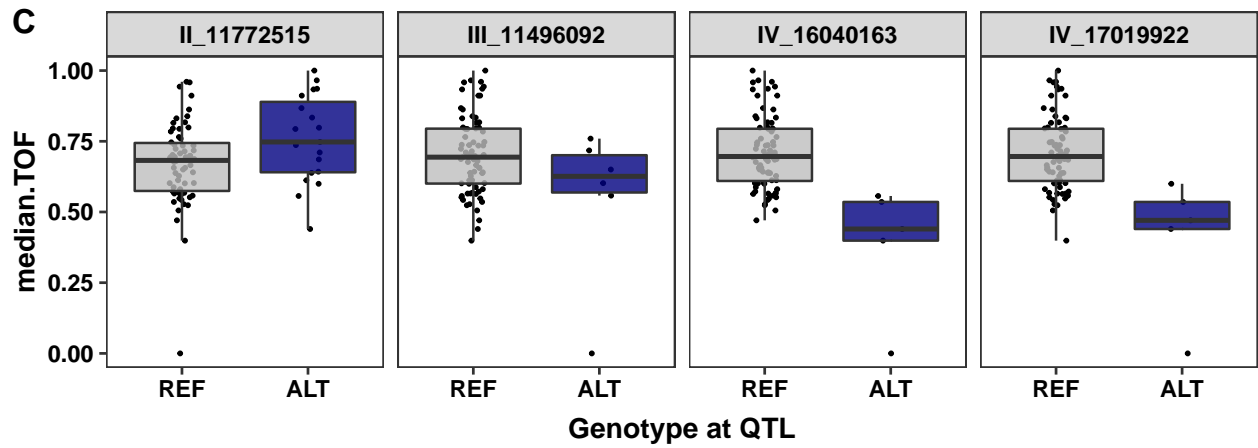 C
II_11772515 III_11496092 IV_16040163 IV_17019922
median.TOF
1.00
0.75
0.50
0.25
0.00
REF ALT REF ALT REF ALT REF ALT
Genotype at QTL